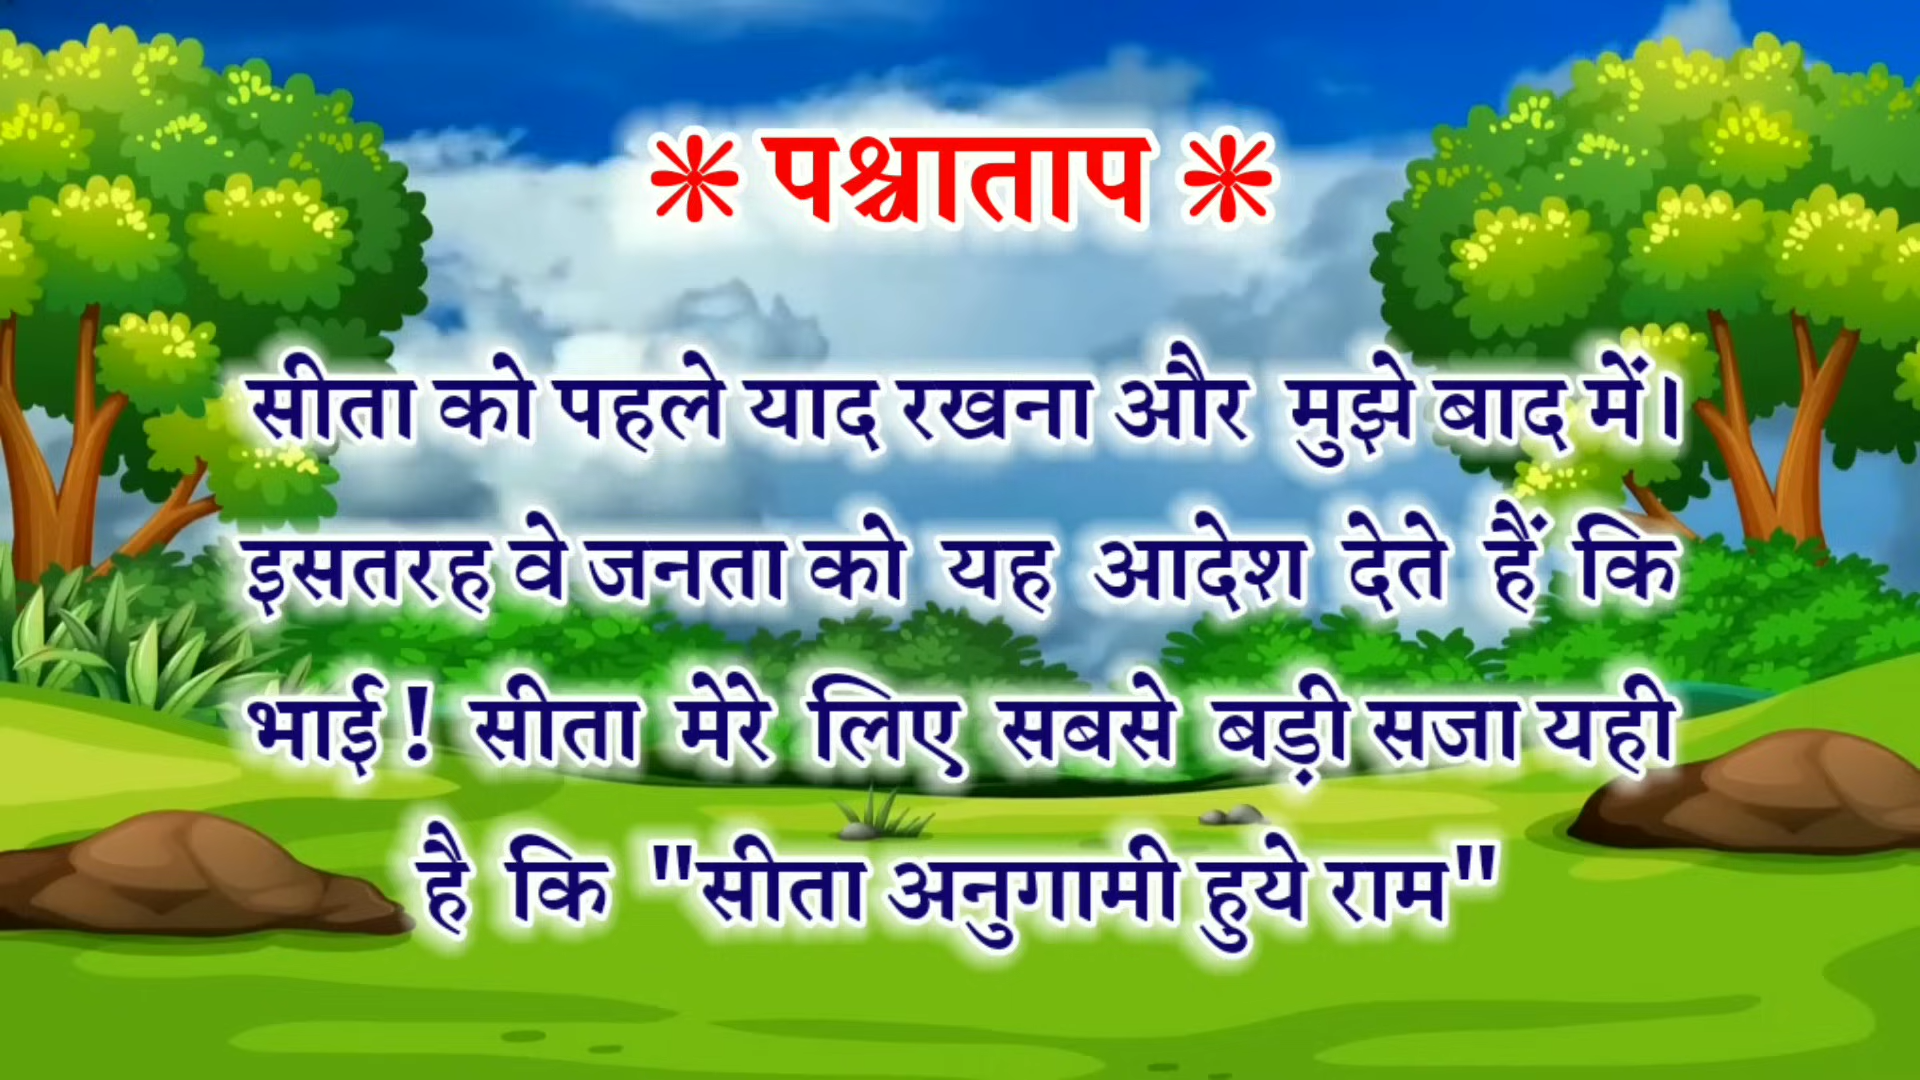 ❊ पश्चाताप ❊
सीता को पहले याद रखना और मुझे बाद में।
इसतरह वे जनता को यह आदेश देते हैं कि
भाई ! सीता मेरे लिए सबसे बड़ी सजा यही
है कि "सीता अनुगामी हुये राम"